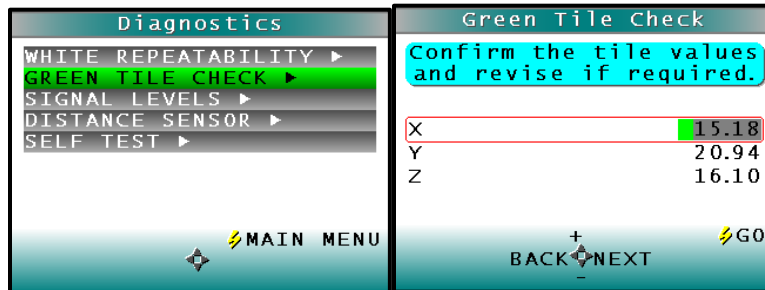 Diagnostics
WHITE REPEATABILITY ▶
GREEN TILE CHECK ▶
SIGNAL LEVELS ▶
DISTANCE SENSOR ▶
SELF TEST ▶
MAIN MENU
Green Tile Check
Confirm the tile values
and revise if required.
X 15.18
Y 20.94
Z 16.10
+
GO
BACK NEXT
-